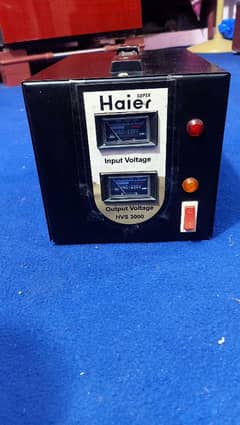 SUPER
Haier
Input Voltage
Output Voltage
HVS 3000